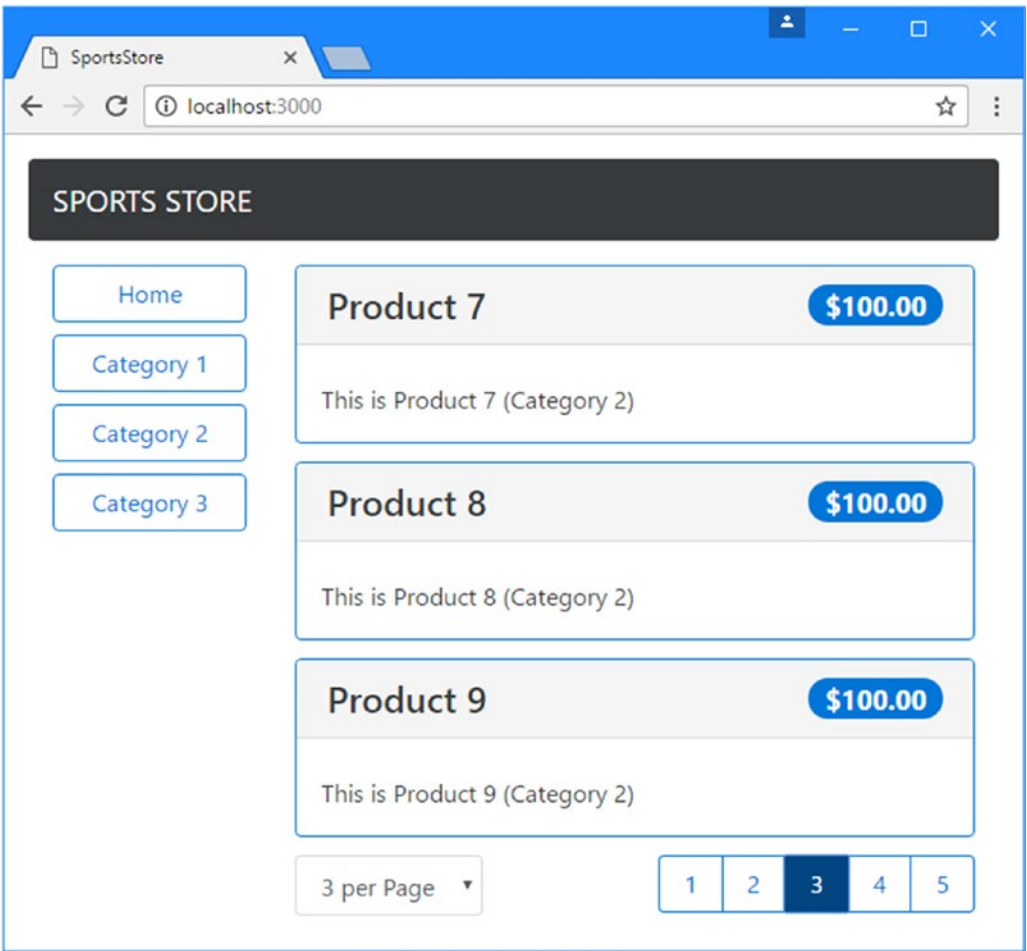 SportsStore
localhost:3000
SPORTS STORE
Home
Category 1
Category 2
Category 3
Product 7 $100.00
This is Product 7 (Category 2)
Product 8 $100.00
This is Product 8 (Category 2)
Product 9 $100.00
This is Product 9 (Category 2)
3 per Page 1 2 3 4 5